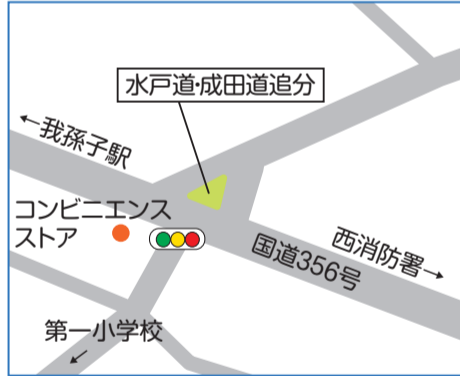 水戸道・成田道追分
←我孫子駅
コンビニエンス
ストア
国道356号
西消防署→
第一小学校
←